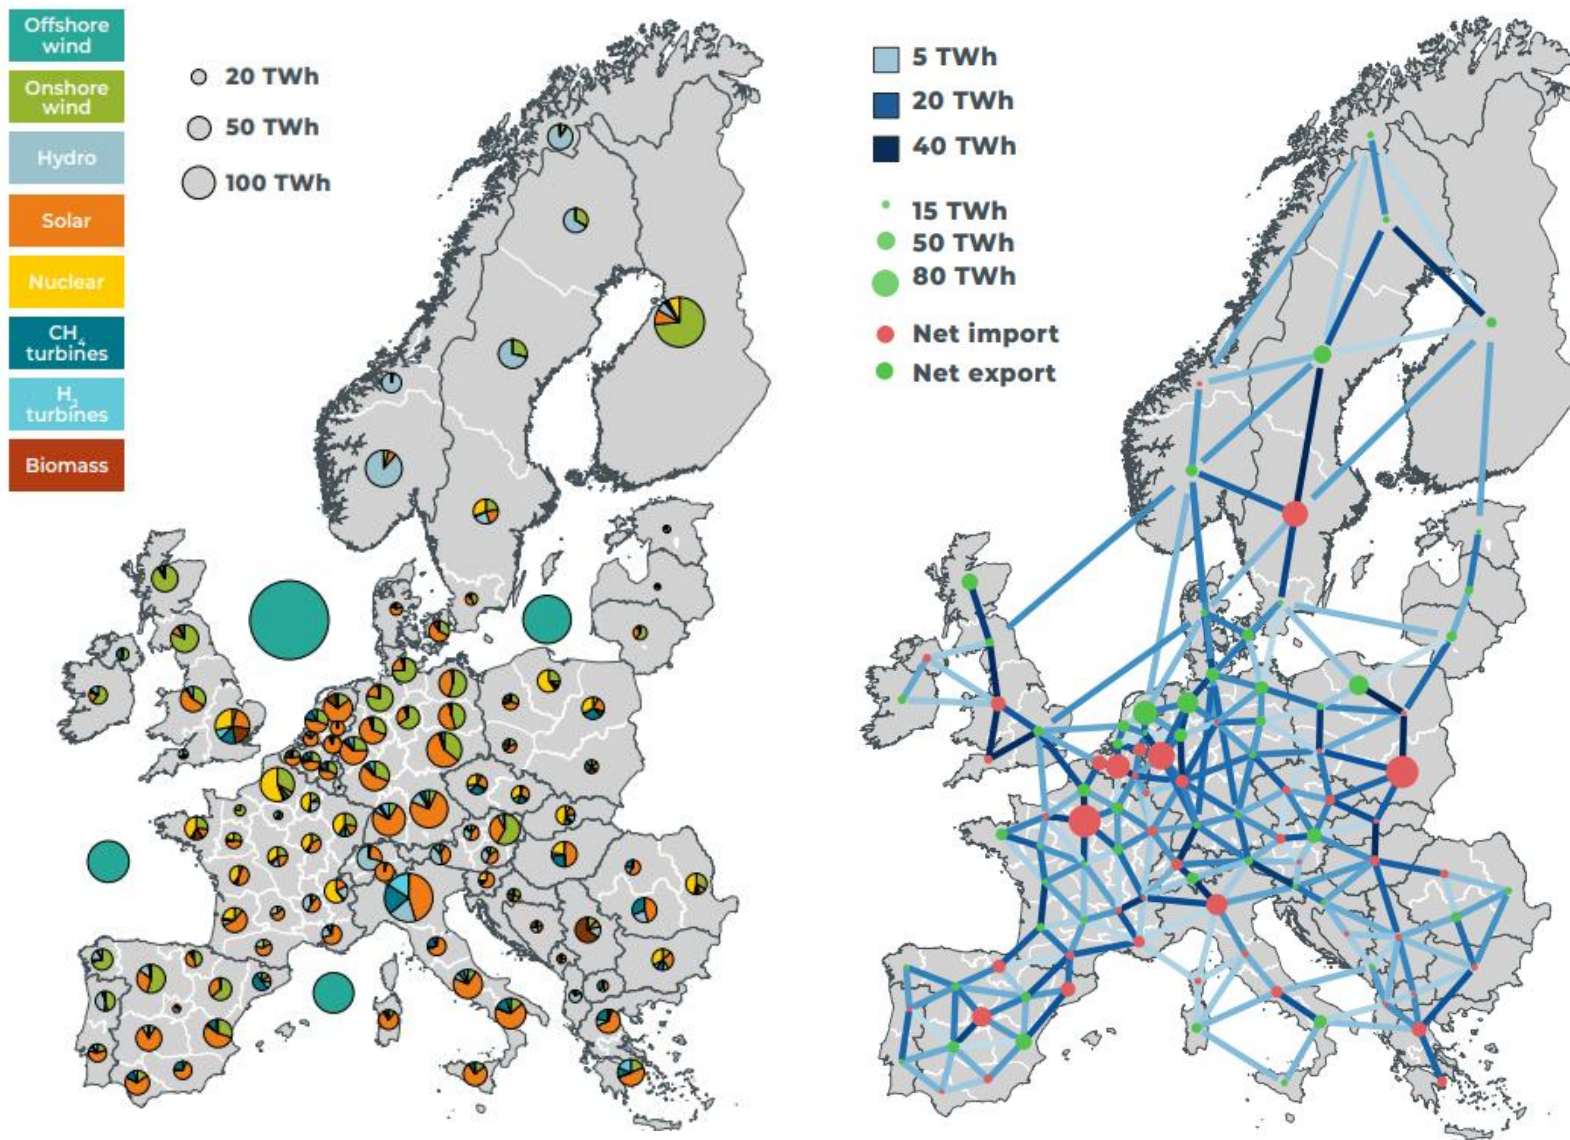 Offshore
wind
Onshore
wind
Hydro
Solar
Nuclear
CH4
turbines
H2
turbines
Biomass
20 TWh
50 TWh
100 TWh
5 TWh
20 TWh
40 TWh
15 TWh
50 TWh
80 TWh
Net import
Net export